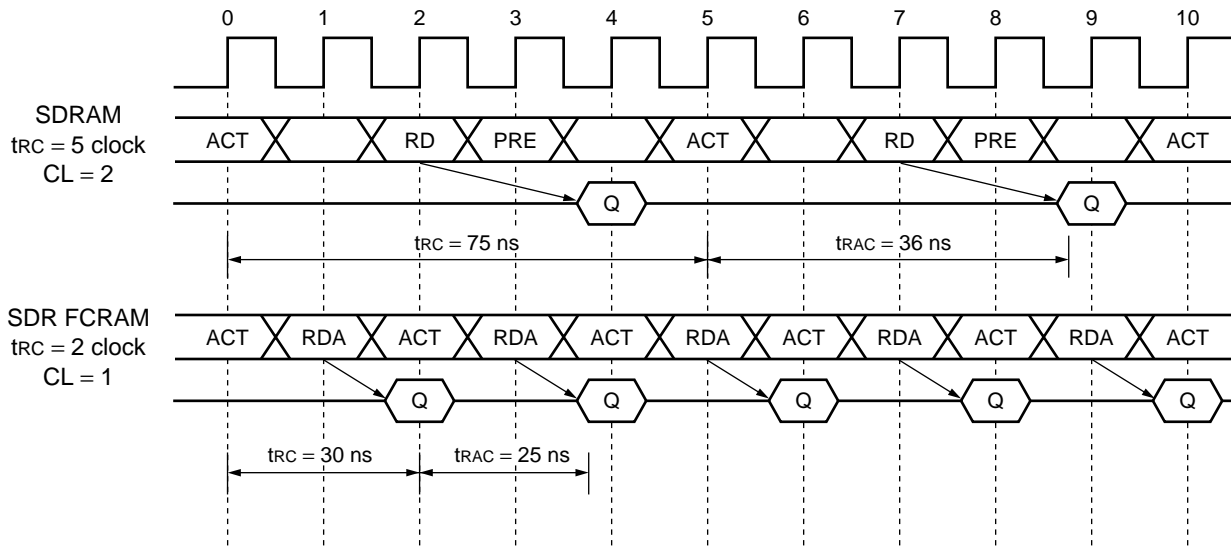 0 1 2 3 4 5 6 7 8 9 10
SDRAM
tRC = 5 clock
CL = 2
ACT RD PRE ACT RD PRE ACT
Q Q
tRC = 75 ns tRAC = 36 ns
SDR FCRAM
tRC = 2 clock
CL = 1
ACT RDA ACT RDA ACT RDA ACT RDA ACT RDA ACT
Q Q Q Q Q
tRC = 30 ns tRAC = 25 ns